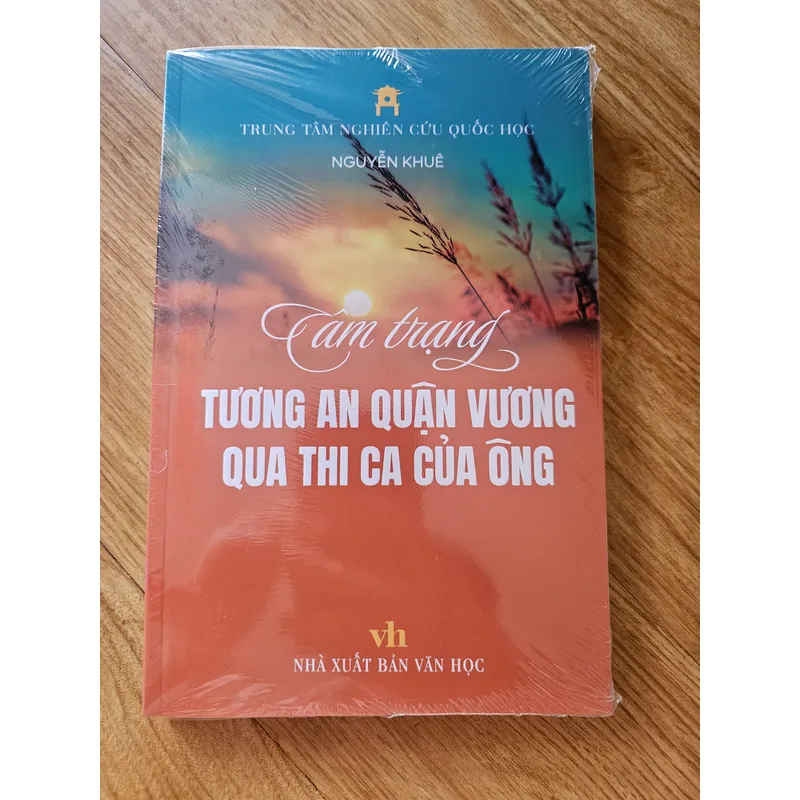 TRUNG TÂM NGHIÊN CỨU QUỐC HỌC
NGUYỄN KHUÊ
Tâm trạng
TƯƠNG AN QUẬN VƯƠNG
QUA THI CA CỦA ÔNG
vh
NHÀ XUẤT BẢN VĂN HỌC